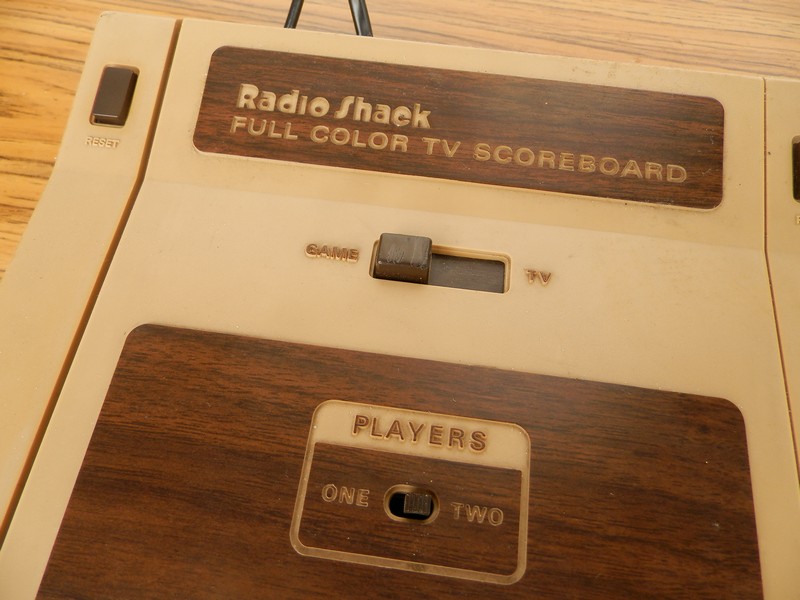 RESET
Radio Shack
FULL COLOR TV SCOREBOARD
GAME
TV
PLAYERS
ONE
TWO